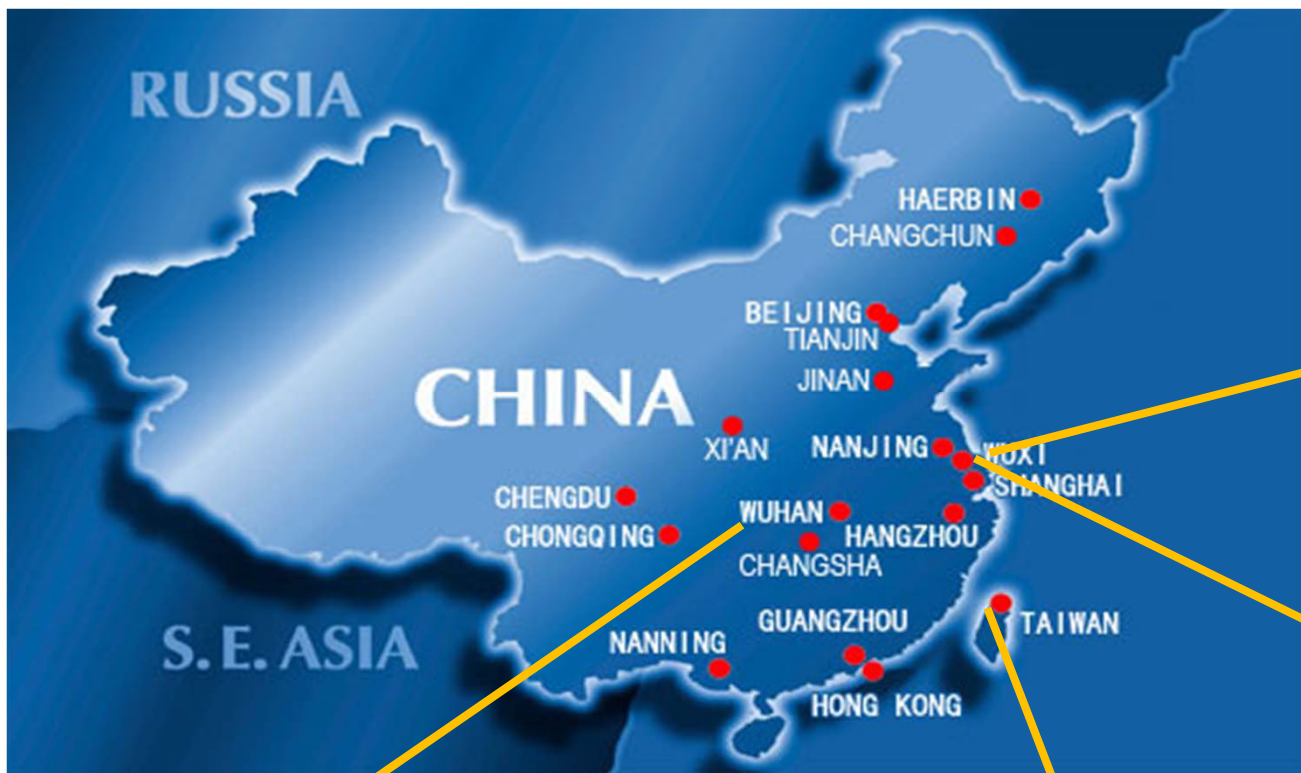 RUSSIA
HAERBIN
CHANGCHUN
BEIJING
TIANJIN
JINAN
CHINA
XI'AN
NANJING
WUXI
SHANGHAI
CHENGDU
WUHAN
CHONGQING
HANGZHOU
CHANGSHA
GUANGZHOU
TAIWAN
NANNING
S.E. ASIA
HONG KONG